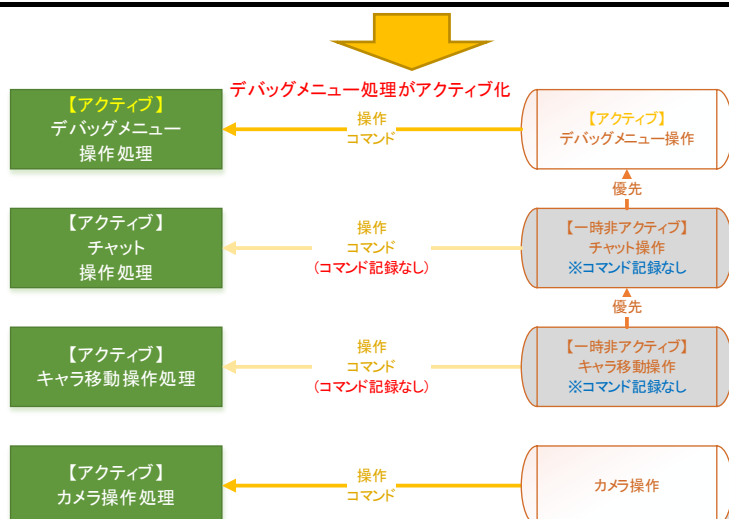 デバッグメニュー処理がアクティブ化
【アクティブ】
デバッグメニュー
操作処理
操作
コマンド
【アクティブ】
デバッグメニュー操作
優先
【アクティブ】
チャット
操作処理
操作
コマンド
(コマンド記録なし)
【一時非アクティブ】
チャット操作
※コマンド記録なし
優先
【アクティブ】
キャラ移動操作処理
操作
コマンド
(コマンド記録なし)
【一時非アクティブ】
キャラ移動操作
※コマンド記録なし
【アクティブ】
カメラ操作処理
操作
コマンド
カメラ操作